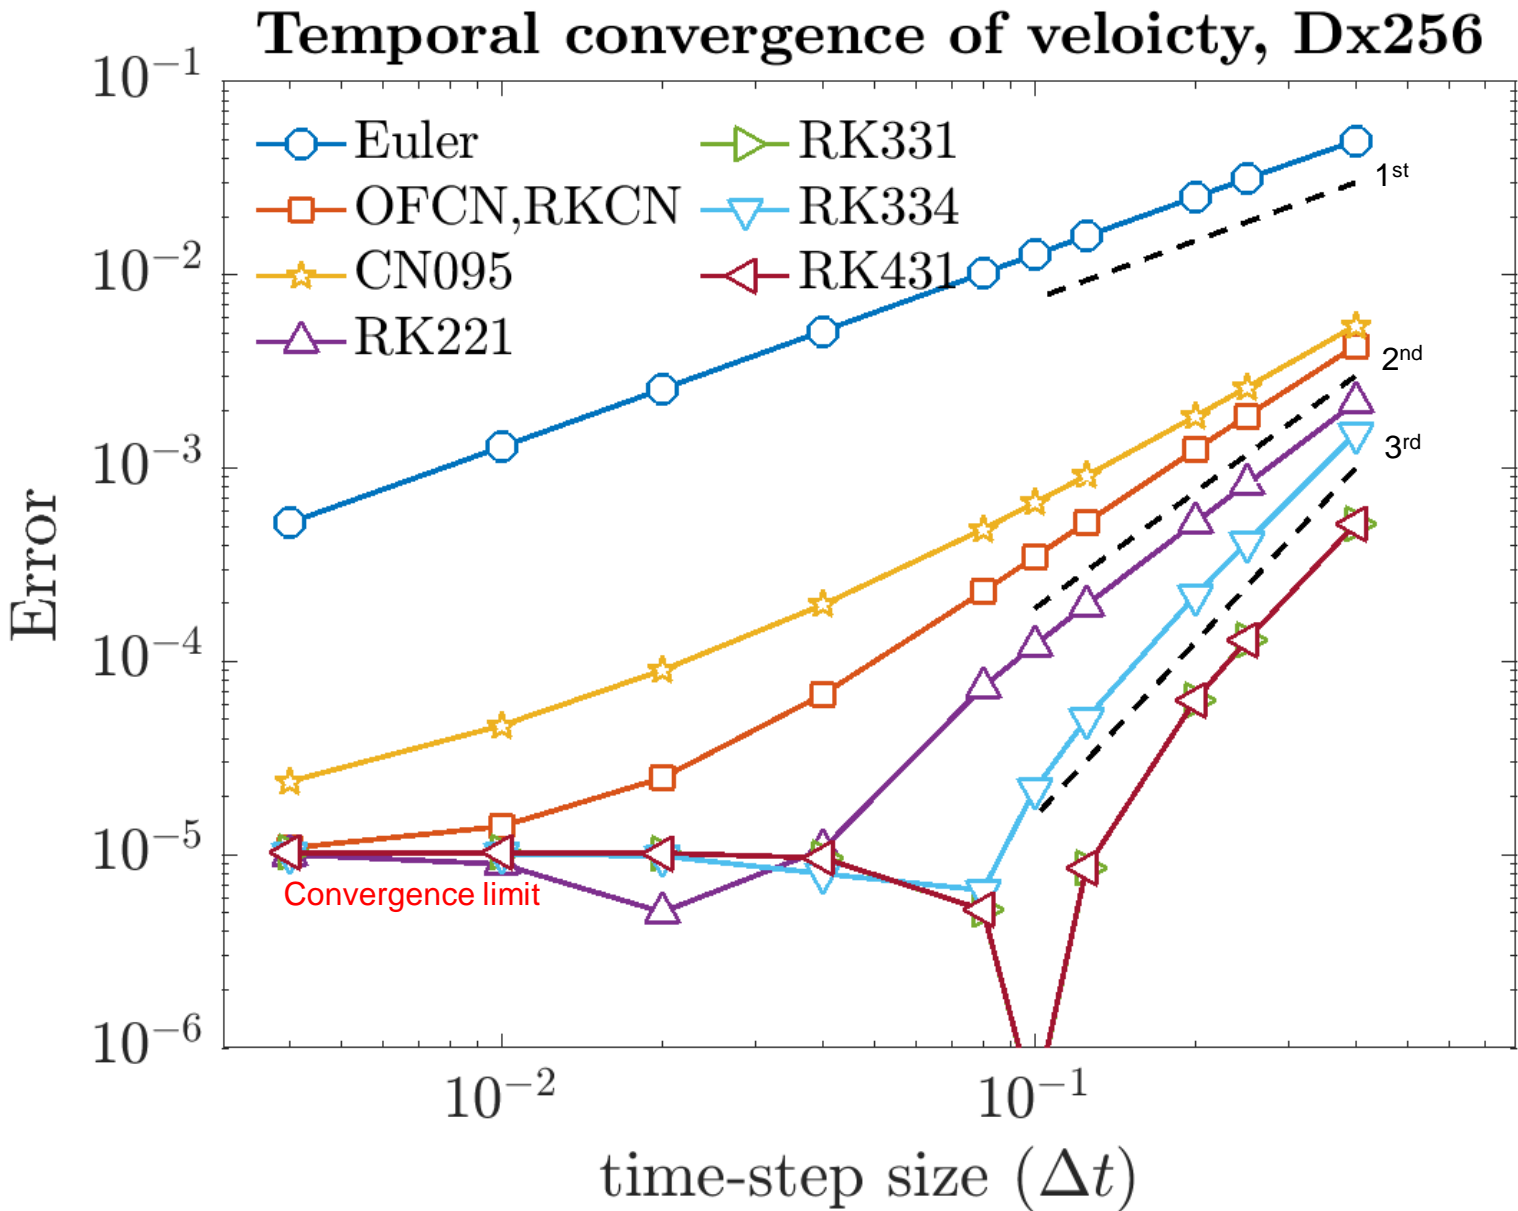 Temporal convergence of veloicty, Dx256
10⁻¹
10⁻²
10⁻³
10⁻⁴
10⁻⁵
10⁻⁶
Error
Euler
OFCN,RKCN
CN095
RK221
RK331
RK334
RK431
1st
2nd
3rd
Convergence limit
10⁻²
10⁻¹
time-step size (Δt)